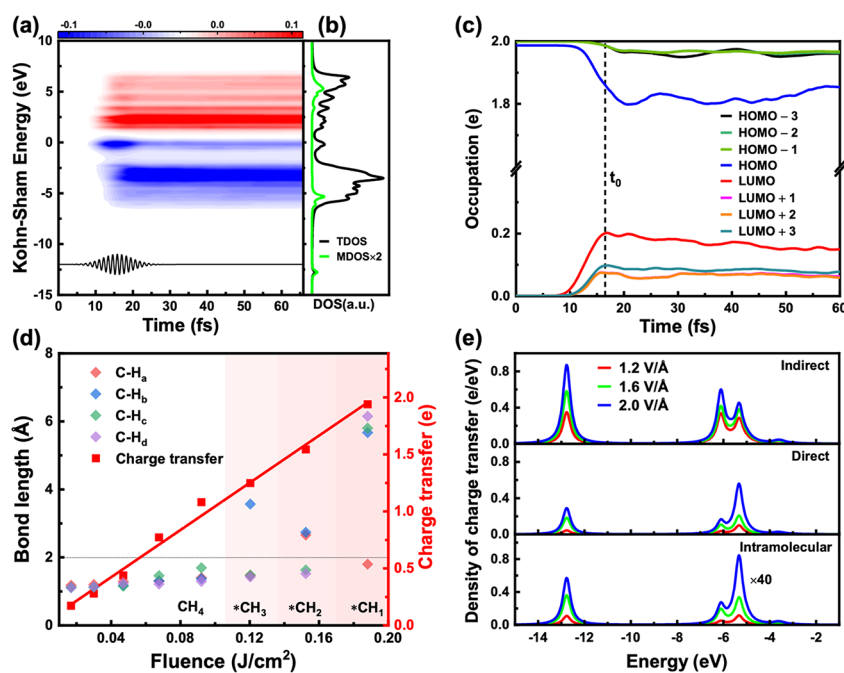 (a)
-0.1 0.0 0.1
Kohn-Sham Energy (eV)
10
5
0
-5
-10
-15
0 10 20 30 40 50 60
Time (fs)
(b)
TDOS
MDOS×2
DOS(a.u.)
(c)
Occupation (e)
2.0
1.8
0.2
0.0
t0
HOMO − 3
HOMO − 2
HOMO − 1
HOMO
LUMO
LUMO + 1
LUMO + 2
LUMO + 3
0 10 20 30 40 50 60
Time (fs)
(d)
Bond length (Å)
8
6
4
2
0
C-Ha
C-Hb
C-Hc
C-Hd
Charge transfer
CH4 *CH3 *CH2 *CH1
0.04 0.08 0.12 0.16 0.20
Fluence (J/cm2)
2.0
1.5
1.0
0.5
0.0
Charge transfer (e)
(e)
Density of charge transfer (e/eV)
1.2 V/Å
1.6 V/Å
2.0 V/Å
Indirect
0.8
0.4
0.0
Direct
0.8
0.4
0.0
Intramolecular
×40
0.8
0.4
0.0
-14 -12 -10 -8 -6 -4 -2
Energy (eV)